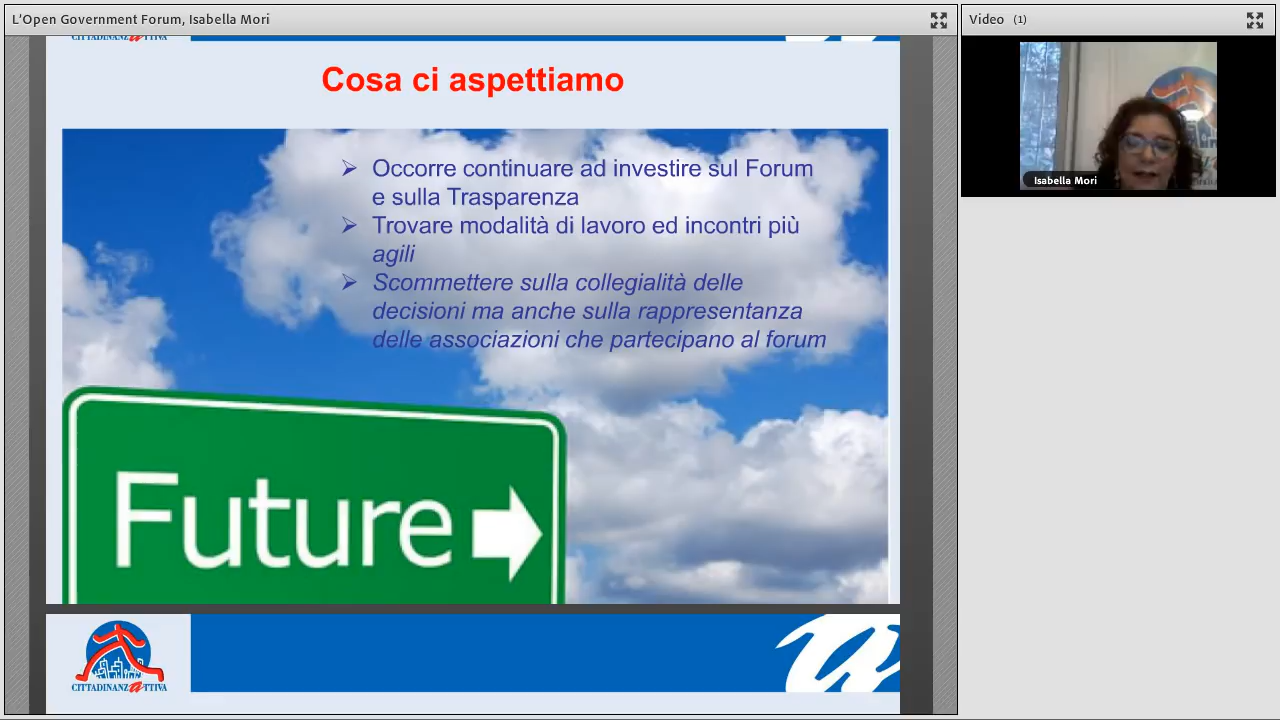 L'Open Government Forum, Isabella Mori
Video (1)
CITTADINANZATTIVA
Cosa ci aspettiamo
Occorre continuare ad investire sul Forum
e sulla Trasparenza
Trovare modalità di lavoro ed incontri più
agili
Scommettere sulla collegialità delle
decisioni ma anche sulla rappresentanza
delle associazioni che partecipano al forum
Isabella Mori
Future
CITTADINANZATTIVA